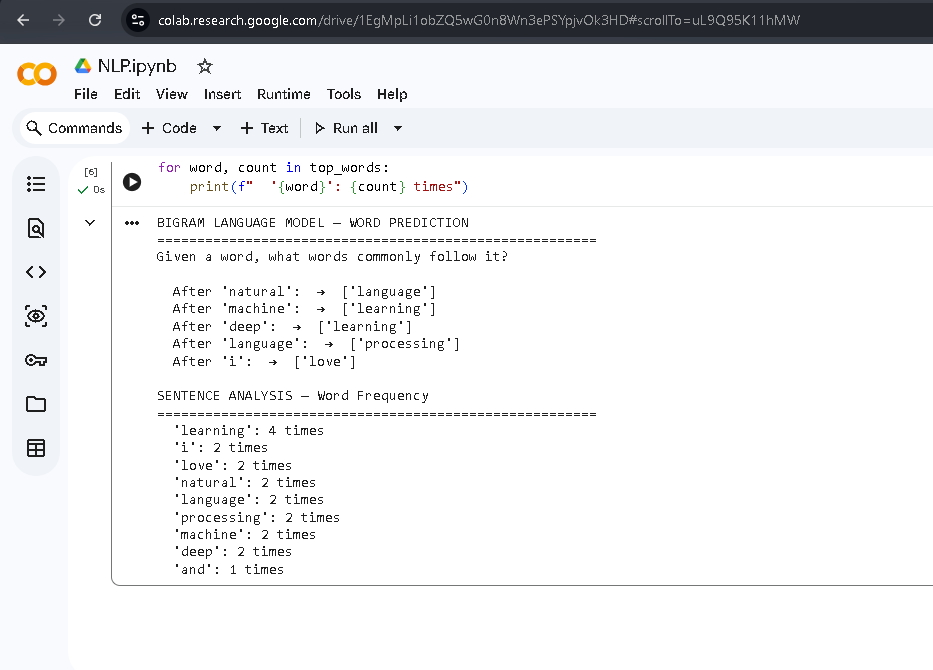 colab.research.google.com/drive/1EgMpLi1obZQ5wG0n8Wn3ePSYpjvOk3HD#scrollTo=uL9Q95K11hMW
CO
NLP.ipynb
File Edit View Insert Runtime Tools Help
Commands + Code + Text Run all
[6] for word, count in top_words:
0s print(f"  '{word}': {count} times")
BIGRAM LANGUAGE MODEL — WORD PREDICTION
=======================================================
Given a word, what words commonly follow it?
After 'natural': → ['language']
After 'machine': → ['learning']
After 'deep': → ['learning']
After 'language': → ['processing']
After 'i': → ['love']
SENTENCE ANALYSIS — Word Frequency
=======================================================
'learning': 4 times
'i': 2 times
'love': 2 times
'natural': 2 times
'language': 2 times
'processing': 2 times
'machine': 2 times
'deep': 2 times
'and': 1 times